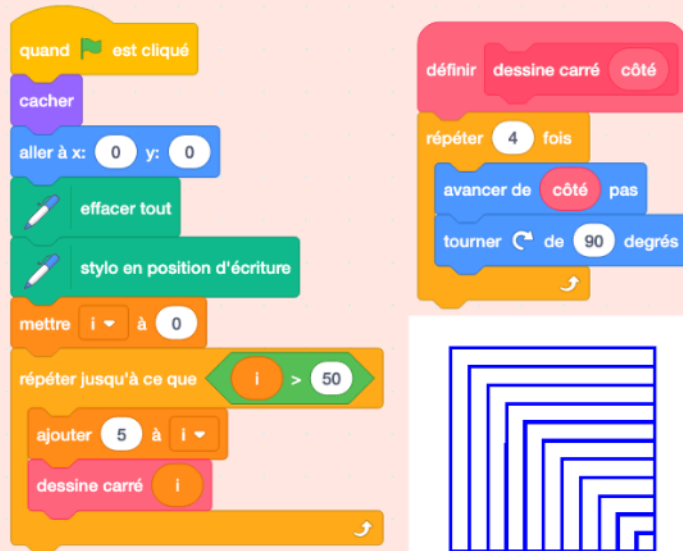 quand est cliqué
cacher
aller à x: 0 y: 0
effacer tout
stylo en position d'écriture
mettre i à 0
répéter jusqu'à ce que i > 50
ajouter 5 à i
dessine carré i
définir dessine carré côté
répéter 4 fois
avancer de côté pas
tourner de 90 degrés